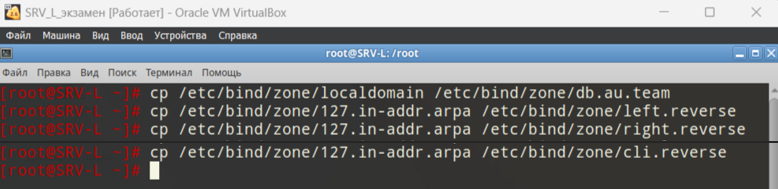 SRV_L_экзамен [Работает] - Oracle VM VirtualBox
Файл Машина Вид Ввод Устройства Справка
root@SRV-L: /root
Файл Правка Вид Поиск Терминал Помощь
[root@SRV-L ~]# cp /etc/bind/zone/localdomain /etc/bind/zone/db.au.team
[root@SRV-L ~]# cp /etc/bind/zone/127.in-addr.arpa /etc/bind/zone/left.reverse
[root@SRV-L ~]# cp /etc/bind/zone/127.in-addr.arpa /etc/bind/zone/right.reverse
[root@SRV-L ~]# cp /etc/bind/zone/127.in-addr.arpa /etc/bind/zone/cli.reverse
[root@SRV-L ~]#